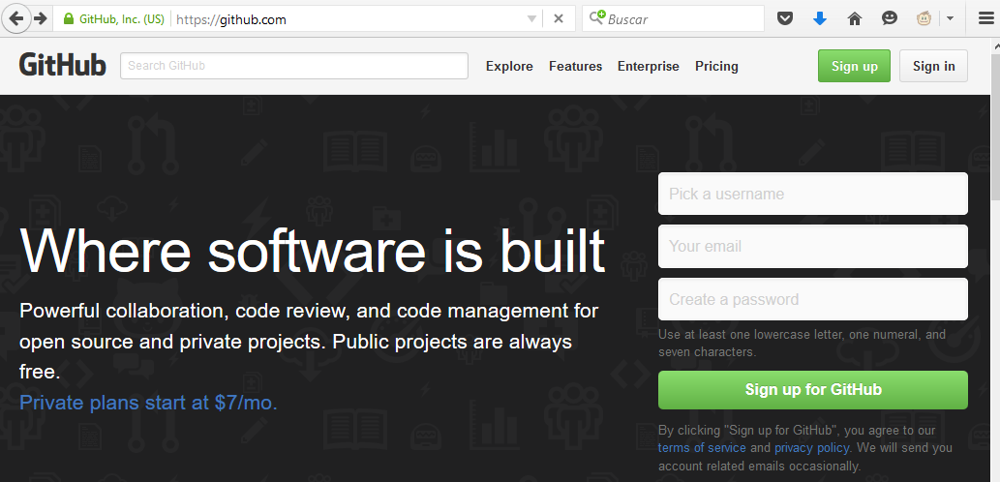 GitHub, Inc. (US) https://github.com Buscar
GitHub Search GitHub Explore Features Enterprise Pricing Sign up Sign in
Where software is built
Powerful collaboration, code review, and code management for
open source and private projects. Public projects are always
free.
Private plans start at $7/mo.
Pick a username
Your email
Create a password
Use at least one lowercase letter, one numeral, and
seven characters.
Sign up for GitHub
By clicking "Sign up for GitHub", you agree to our
terms of service and privacy policy. We will send you
account related emails occasionally.